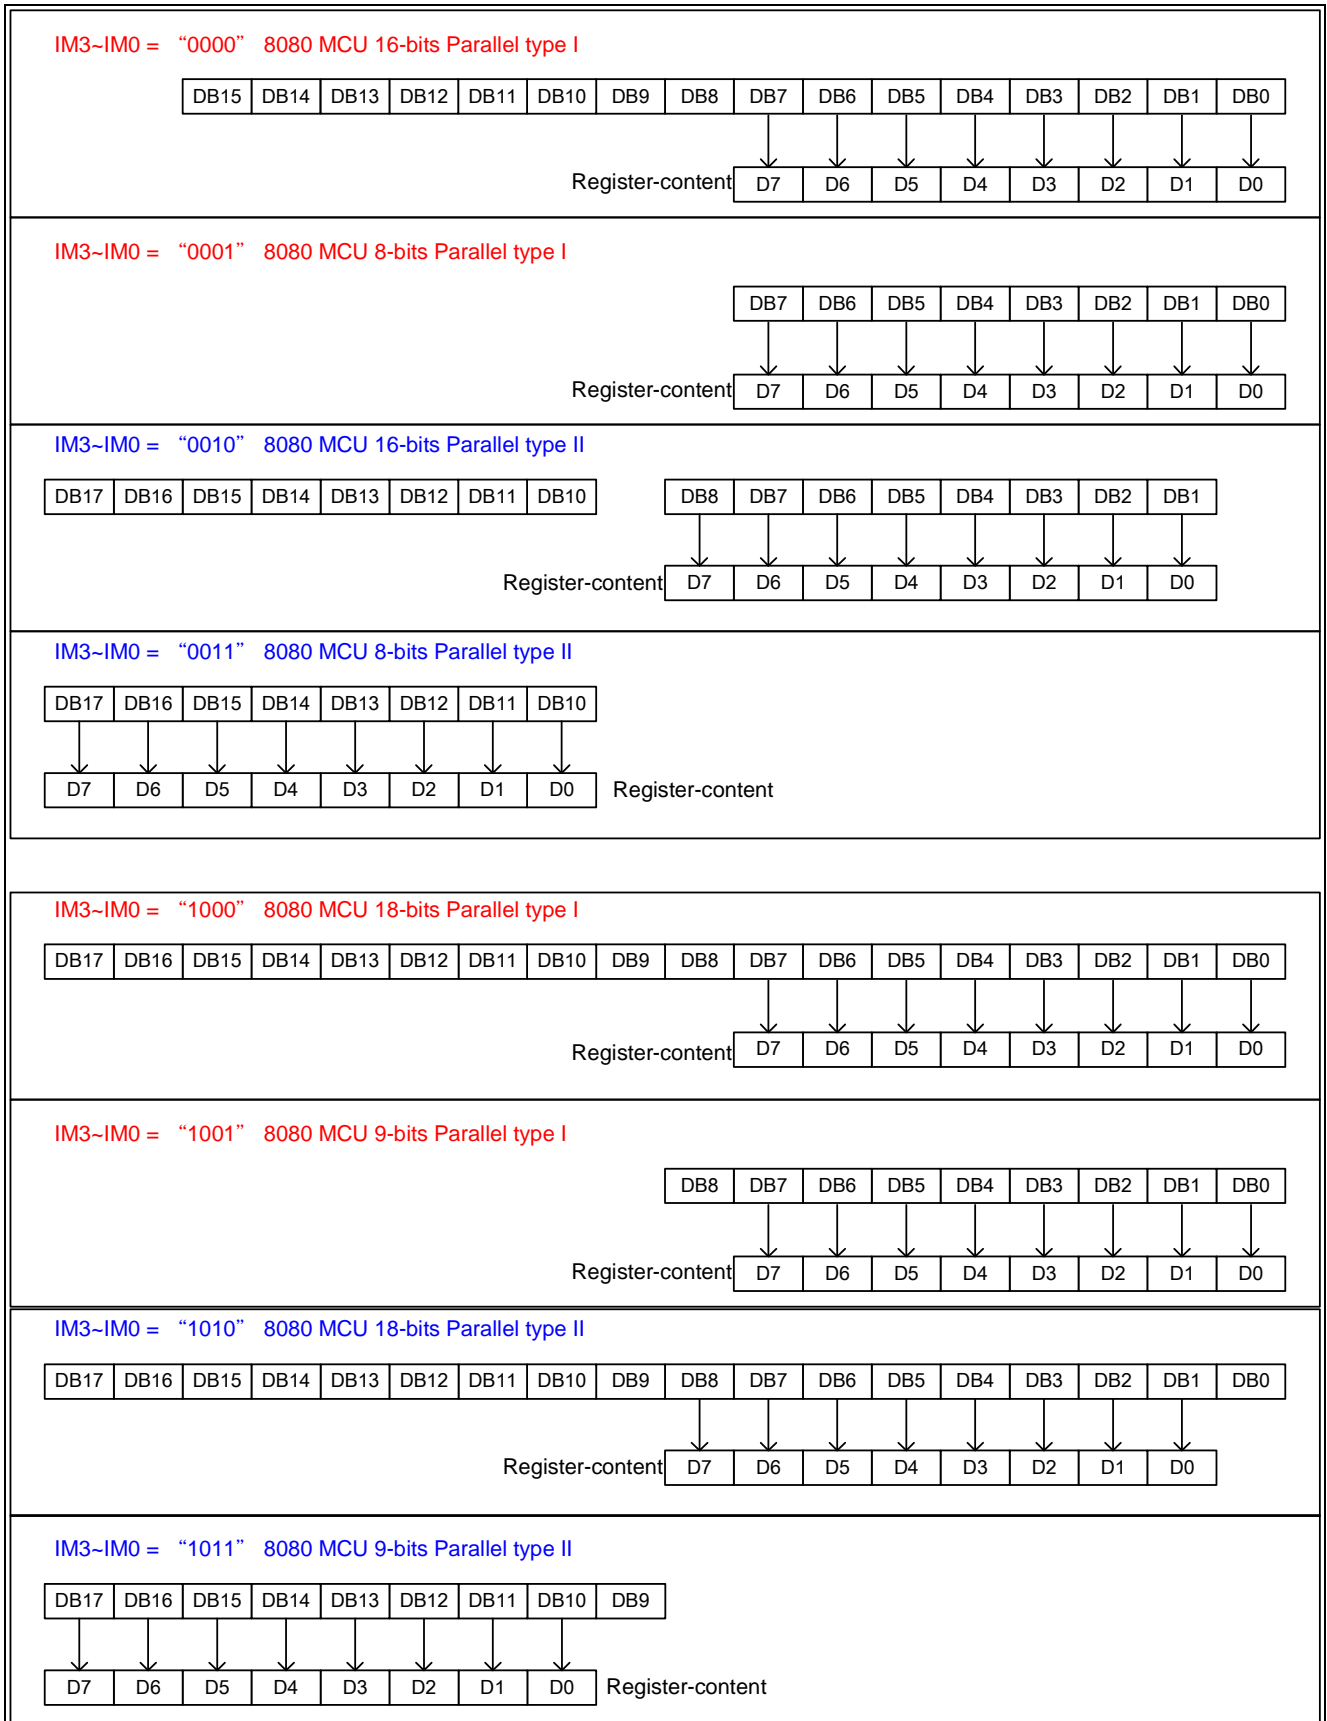 IM3~IM0 = “0000” 8080 MCU 16-bits Parallel type I
DB15 DB14 DB13 DB12 DB11 DB10 DB9 DB8 DB7 DB6 DB5 DB4 DB3 DB2 DB1 DB0
Register-content D7 D6 D5 D4 D3 D2 D1 D0
IM3~IM0 = “0001” 8080 MCU 8-bits Parallel type I
DB7 DB6 DB5 DB4 DB3 DB2 DB1 DB0
Register-content D7 D6 D5 D4 D3 D2 D1 D0
IM3~IM0 = “0010” 8080 MCU 16-bits Parallel type II
DB17 DB16 DB15 DB14 DB13 DB12 DB11 DB10 DB8 DB7 DB6 DB5 DB4 DB3 DB2 DB1
Register-content D7 D6 D5 D4 D3 D2 D1 D0
IM3~IM0 = “0011” 8080 MCU 8-bits Parallel type II
DB17 DB16 DB15 DB14 DB13 DB12 DB11 DB10
D7 D6 D5 D4 D3 D2 D1 D0 Register-content
IM3~IM0 = “1000” 8080 MCU 18-bits Parallel type I
DB17 DB16 DB15 DB14 DB13 DB12 DB11 DB10 DB9 DB8 DB7 DB6 DB5 DB4 DB3 DB2 DB1 DB0
Register-content D7 D6 D5 D4 D3 D2 D1 D0
IM3~IM0 = “1001” 8080 MCU 9-bits Parallel type I
DB8 DB7 DB6 DB5 DB4 DB3 DB2 DB1 DB0
Register-content D7 D6 D5 D4 D3 D2 D1 D0
IM3~IM0 = “1010” 8080 MCU 18-bits Parallel type II
DB17 DB16 DB15 DB14 DB13 DB12 DB11 DB10 DB9 DB8 DB7 DB6 DB5 DB4 DB3 DB2 DB1 DB0
Register-content D7 D6 D5 D4 D3 D2 D1 D0
IM3~IM0 = “1011” 8080 MCU 9-bits Parallel type II
DB17 DB16 DB15 DB14 DB13 DB12 DB11 DB10 DB9
D7 D6 D5 D4 D3 D2 D1 D0 Register-content